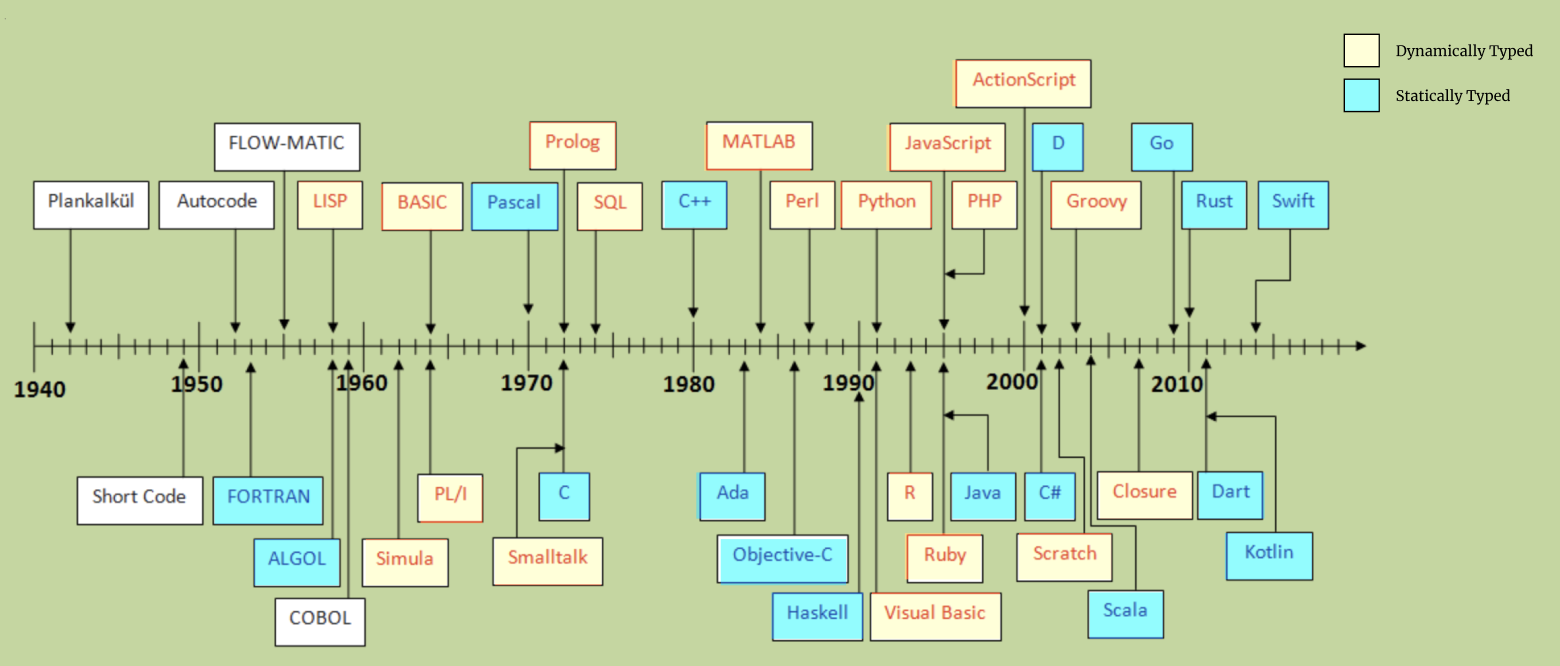 Dynamically Typed
Statically Typed
ActionScript
FLOW-MATIC
Prolog
MATLAB
JavaScript
D
Go
Plankalkül
Autocode
LISP
BASIC
Pascal
SQL
C++
Perl
Python
PHP
Groovy
Rust
Swift
1940
1950
1960
1970
1980
1990
2000
2010
Short Code
FORTRAN
PL/I
C
Ada
R
Java
C#
Closure
Dart
ALGOL
Simula
Smalltalk
Objective-C
Ruby
Scratch
Kotlin
COBOL
Haskell
Visual Basic
Scala